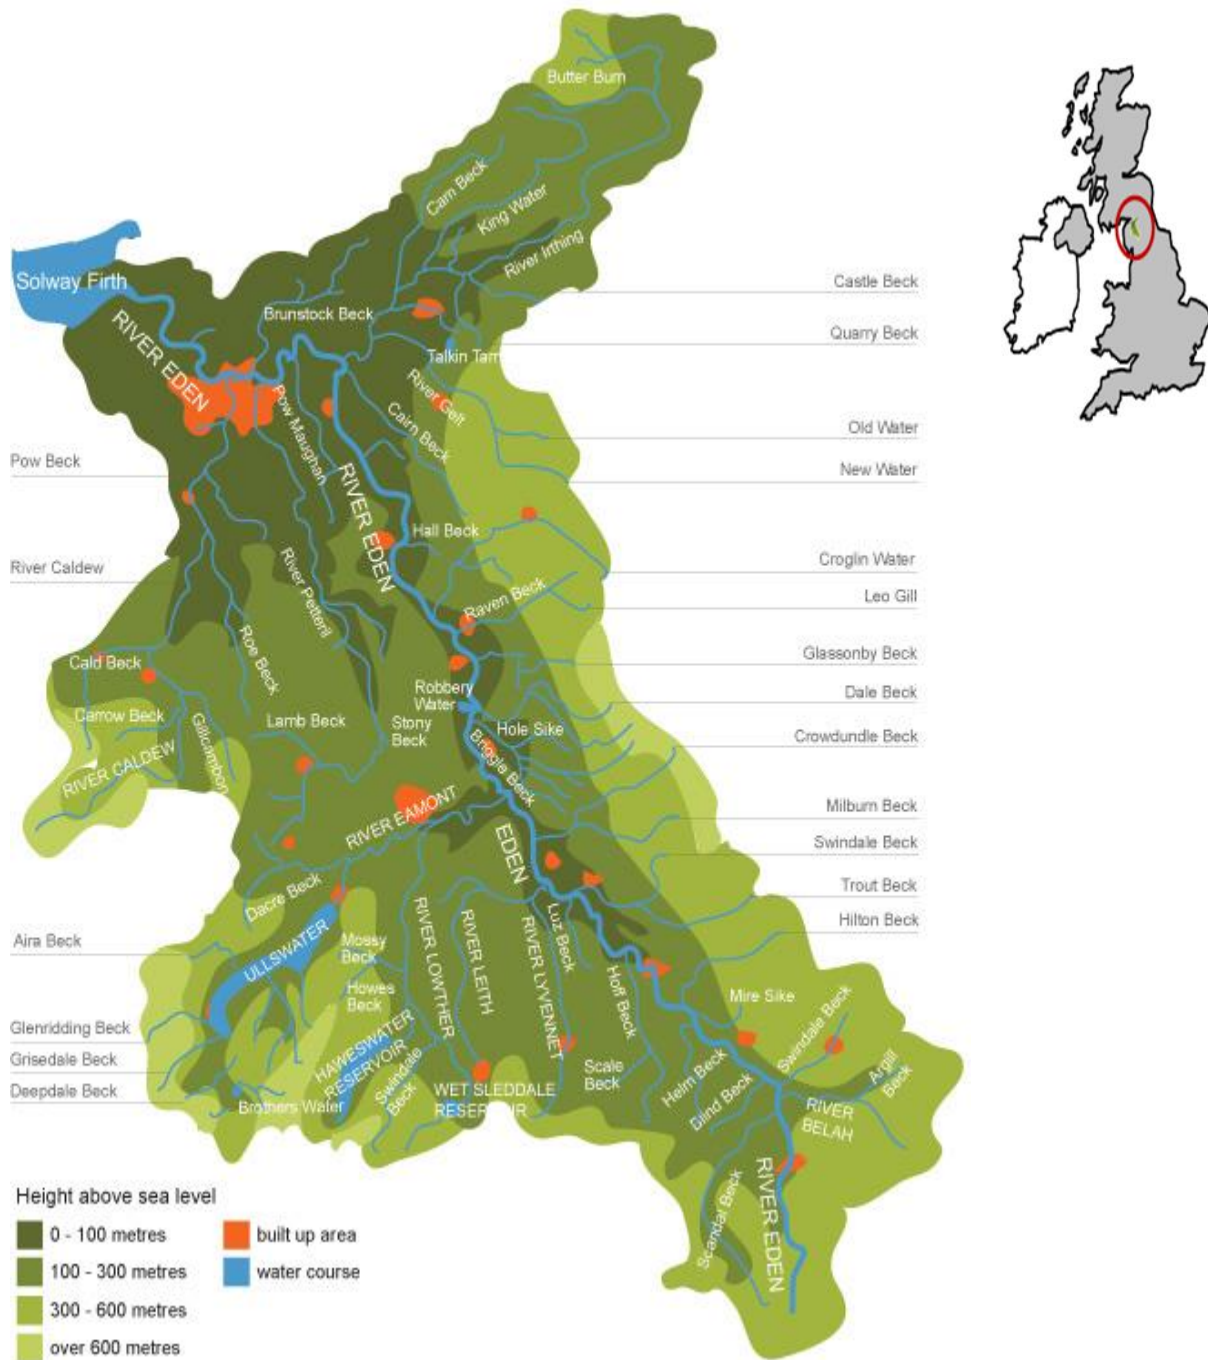 Butter Burn
Cam Beck
King Water
River Irthing
Solway Firth
Castle Beck
RIVER EDEN
Brunstock Beck
Quarry Beck
Talkin Tarn
River Gelt
Pow Maughan
Cairn Beck
Old Water
Pow Beck
New Water
RIVER EDEN
Hall Beck
River Caldew
River Petteril
Croglin Water
Raven Beck
Leo Gill
Roe Beck
Cald Beck
Glassonby Beck
Robbery
Water
Dale Beck
Carrow Beck
Gillcambon
Lamb Beck
Stony
Beck
Hole Sike
Crowdundle Beck
RIVER CALDEW
Briggle Beck
RIVER EAMONT
Milburn Beck
EDEN
Swindale Beck
Dacre Beck
Trout Beck
Hilton Beck
Aira Beck
ULLSWATER
Mossy
Beck
RIVER LOWTHER
RIVER LEITH
RIVER LYVENNET
Luz Beck
Hoff Beck
Howes
Beck
Mire Sike
Swindale Beck
Glenridding Beck
HAWESWATER
RESERVOIR
Grisedale Beck
Swindale
Beck
Scale
Beck
Helm Beck
Argill
Beck
Deepdale Beck
Brothers Water
WET SLEDDALE
RESERVOIR
Blind Beck
RIVER
BELAH
Scandal Beck
RIVER EDEN
Height above sea level
0 - 100 metres
built up area
100 - 300 metres
water course
300 - 600 metres
over 600 metres